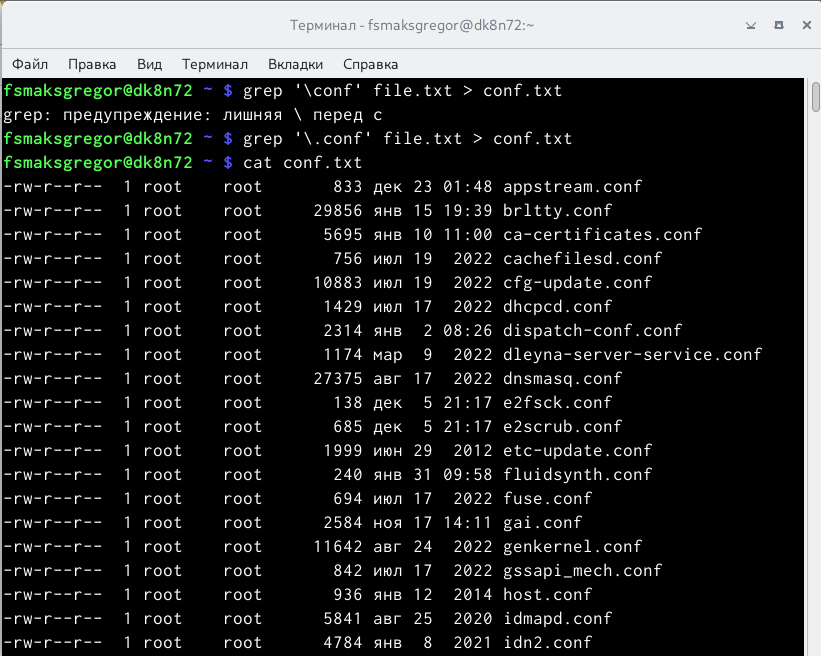 Терминал - fsmaksgregor@dk8n72:~
Файл Правка Вид Терминал Вкладки Справка
fsmaksgregor@dk8n72 ~ $ grep '\conf' file.txt > conf.txt
grep: предупреждение: лишняя \ перед c
fsmaksgregor@dk8n72 ~ $ grep '\.conf' file.txt > conf.txt
fsmaksgregor@dk8n72 ~ $ cat conf.txt
-rw-r--r--  1 root    root       833 дек 23 01:48 appstream.conf
-rw-r--r--  1 root    root     29856 янв 15 19:39 brltty.conf
-rw-r--r--  1 root    root      5695 янв 10 11:00 ca-certificates.conf
-rw-r--r--  1 root    root       756 июл 19  2022 cachefilesd.conf
-rw-r--r--  1 root    root     10883 июл 19  2022 cfg-update.conf
-rw-r--r--  1 root    root      1429 июл 17  2022 dhcpcd.conf
-rw-r--r--  1 root    root      2314 янв  2 08:26 dispatch-conf.conf
-rw-r--r--  1 root    root      1174 мар  9  2022 dleyna-server-service.conf
-rw-r--r--  1 root    root     27375 авг 17  2022 dnsmasq.conf
-rw-r--r--  1 root    root       138 дек  5 21:17 e2fsck.conf
-rw-r--r--  1 root    root       685 дек  5 21:17 e2scrub.conf
-rw-r--r--  1 root    root      1999 июн 29  2012 etc-update.conf
-rw-r--r--  1 root    root       240 янв 31 09:58 fluidsynth.conf
-rw-r--r--  1 root    root       694 июл 17  2022 fuse.conf
-rw-r--r--  1 root    root      2584 ноя 17 14:11 gai.conf
-rw-r--r--  1 root    root     11642 авг 24  2022 genkernel.conf
-rw-r--r--  1 root    root       842 июл 17  2022 gssapi_mech.conf
-rw-r--r--  1 root    root       936 янв 12  2014 host.conf
-rw-r--r--  1 root    root      5841 авг 25  2020 idmapd.conf
-rw-r--r--  1 root    root      4784 янв  8  2021 idn2.conf